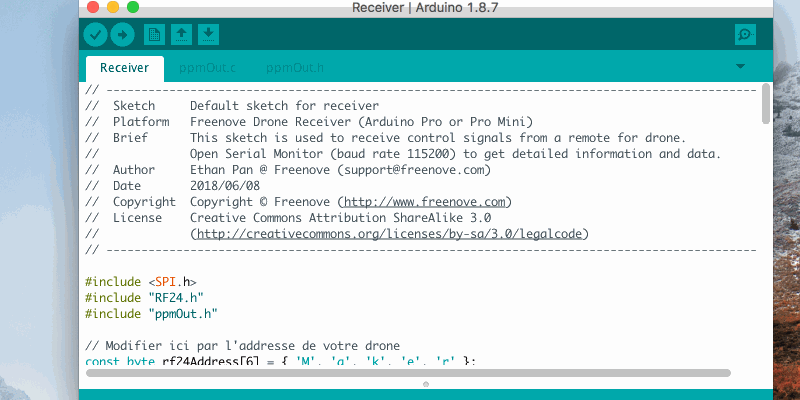 Receiver | Arduino 1.8.7
Receiver ppmOut.c ppmOut.h
// ---------------------------------------------------------------------------------------------
// Sketch Default sketch for receiver
// Platform Freenove Drone Receiver (Arduino Pro or Pro Mini)
// Brief This sketch is used to receive control signals from a remote for drone.
// Open Serial Monitor (baud rate 115200) to get detailed information and data.
// Author Ethan Pan @ Freenove (support@freenove.com)
// Date 2018/06/08
// Copyright Copyright © Freenove (http://www.freenove.com)
// License Creative Commons Attribution ShareAlike 3.0
// (http://creativecommons.org/licenses/by-sa/3.0/legalcode)
// ---------------------------------------------------------------------------------------------
#include <SPI.h>
#include "RF24.h"
#include "ppmOut.h"
// Modifier ici par l'addresse de votre drone
const byte rf24Address[6] = { 'M', 'a', 'k', 'e', 'r' };